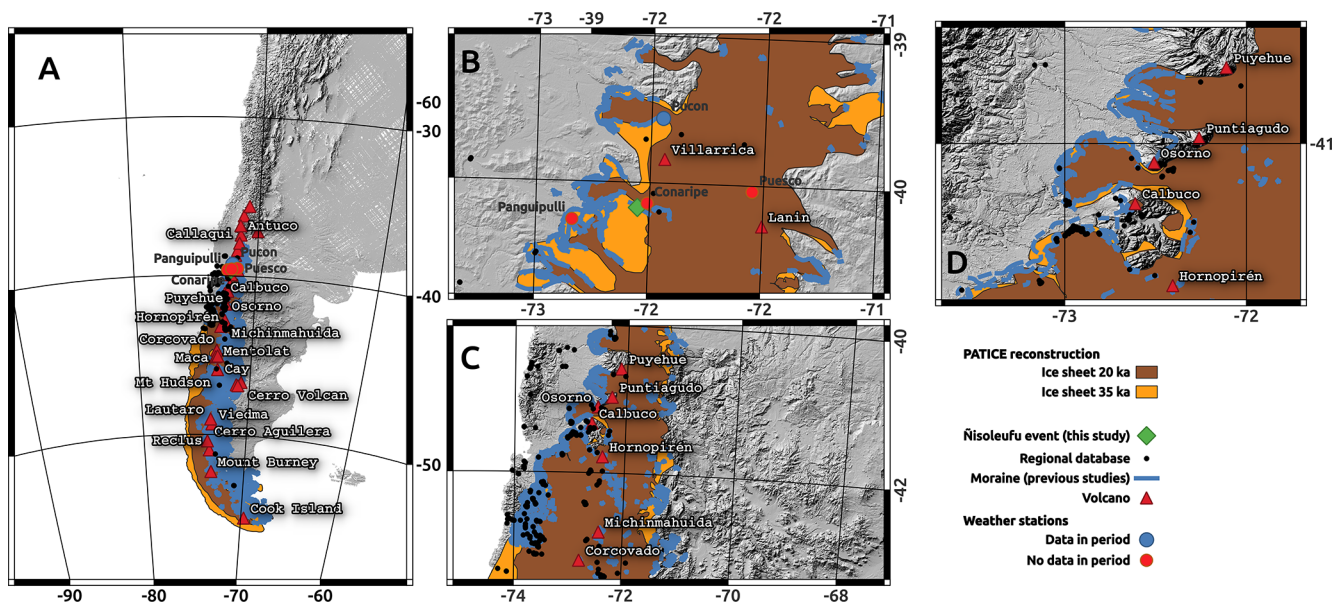 A
-60
-30
Antuco
Callaqui
Panguipulli
Pucon
Puesco
Conaripe
Calbuco
Puyehue
Osorno
-40
Hornopirén
Michinmahuida
Corcovado
Mentolat
Maca
Cay
Mt Hudson
Cerro Volcan
Lautaro
Viedma
Cerro Aguilera
Reclus
Mount Burney
-50
Cook Island
-90
-80
-70
-60
-73
-39
-72
-72
-71
B
-39
Pucon
Villarrica
Puesco
-40
Conaripe
Panguipulli
Lanin
-73
-72
-72
-71
C
-40
Puyehue
Puntiagudo
Osorno
Calbuco
Hornopirén
-42
Michinmahuida
Corcovado
-74
-72
-70
-68
Puyehue
Puntiagudo
-41
Osorno
Calbuco
D
Hornopirén
-73
-72
PATICE reconstruction
Ice sheet 20 ka
Ice sheet 35 ka
Ñisoleufu event (this study)
Regional database
Moraine (previous studies)
Volcano
Weather stations
Data in period
No data in period